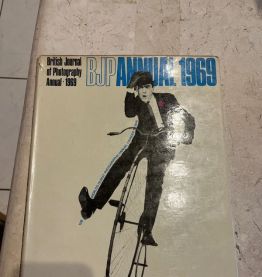 British Journal
of Photography
Annual : 1969
BJP ANNUAL 1969